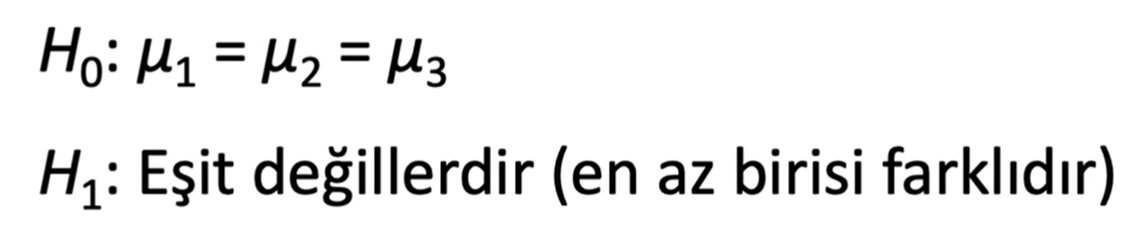 H₀: μ₁ = μ₂ = μ₃
H₁: Eşit değillerdir (en az birisi farklıdır)